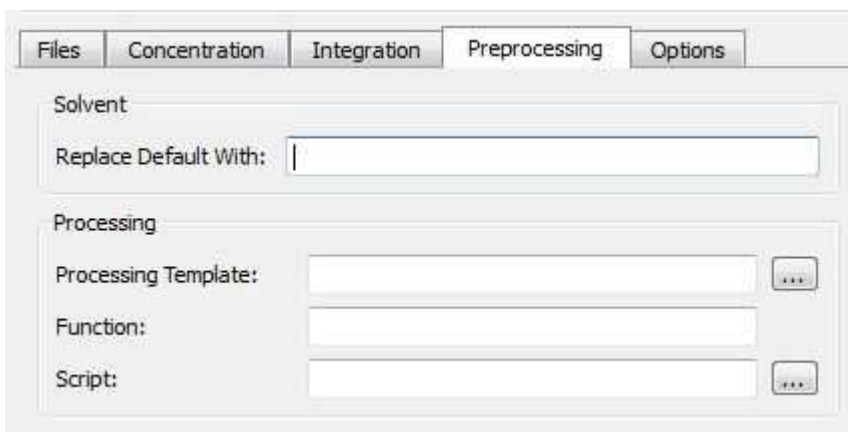 Files Concentration Integration Preprocessing Options
Solvent
Replace Default With:
Processing
Processing Template: ...
Function:
Script: ...